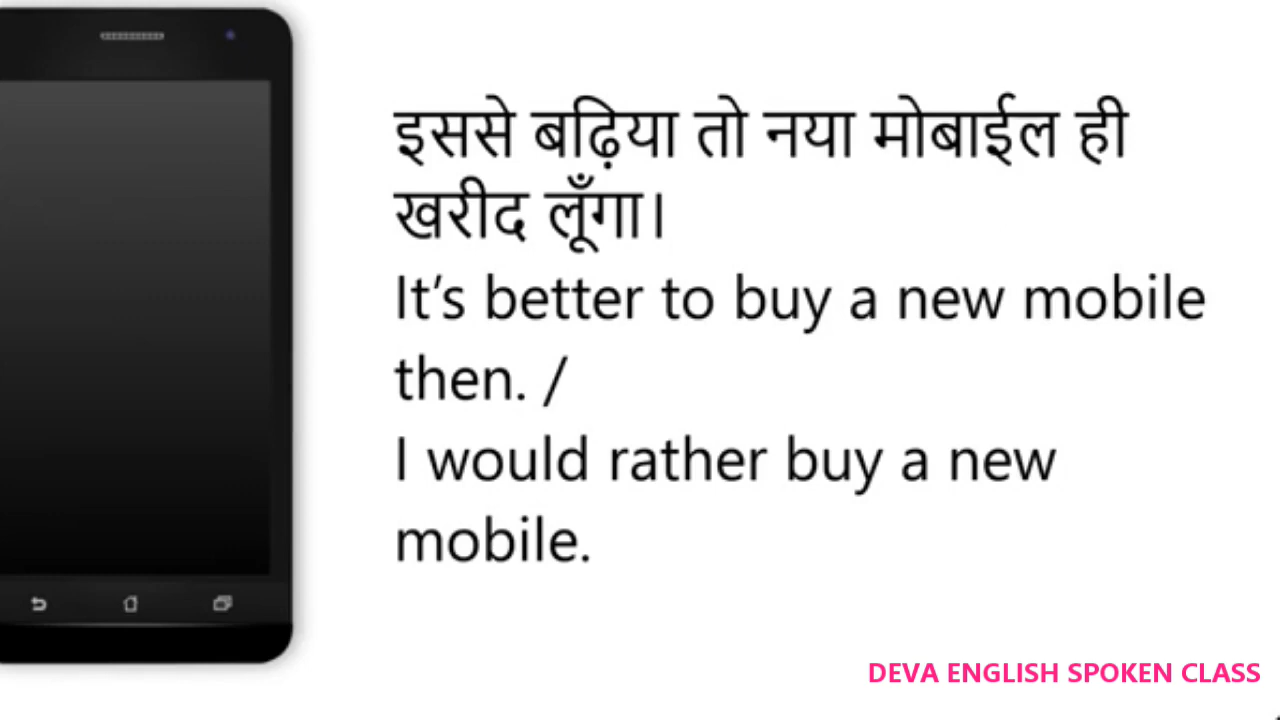 इससे बढ़िया तो नया मोबाईल ही
खरीद लूँगा।
It's better to buy a new mobile
then. /
I would rather buy a new
mobile.
DEVA ENGLISH SPOKEN CLASS